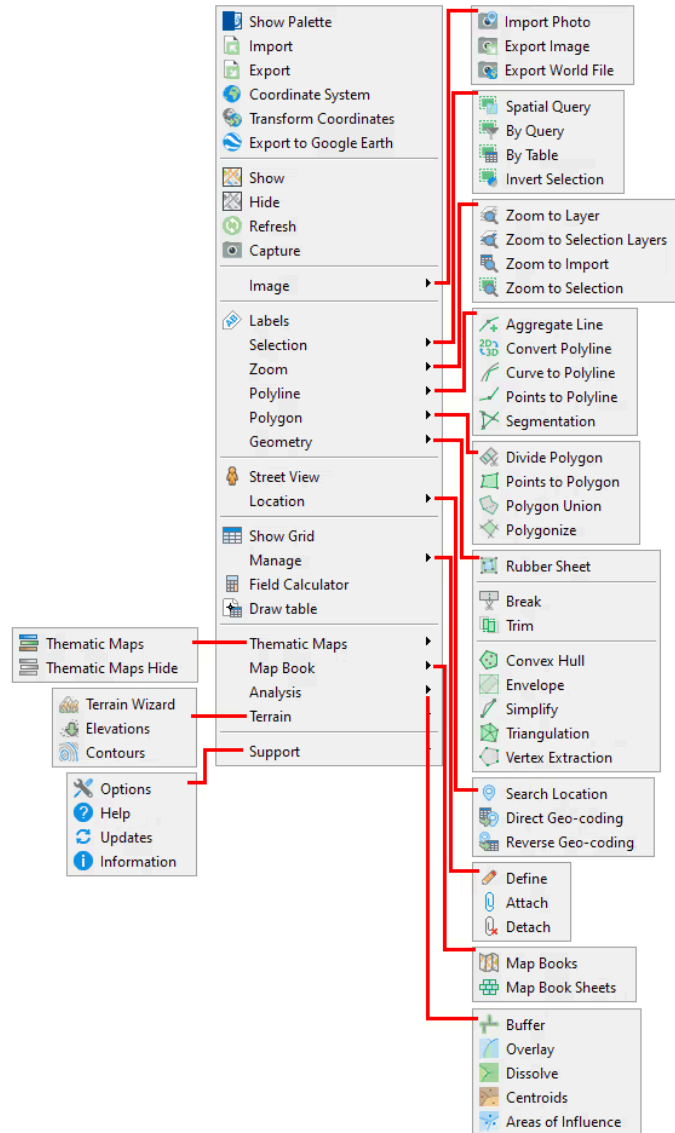 Show Palette
Import
Export
Coordinate System
Transform Coordinates
Export to Google Earth
Show
Hide
Refresh
Capture
Image
Labels
Selection
Zoom
Polyline
Polygon
Geometry
Street View
Location
Show Grid
Manage
Field Calculator
Draw table
Thematic Maps
Map Book
Analysis
Terrain
Support
Import Photo
Export Image
Export World File
Spatial Query
By Query
By Table
Invert Selection
Zoom to Layer
Zoom to Selection Layers
Zoom to Import
Zoom to Selection
Aggregate Line
2D
3D
Convert Polyline
Curve to Polyline
Points to Polyline
Segmentation
Divide Polygon
Points to Polygon
Polygon Union
Polygonize
Rubber Sheet
Break
Trim
Convex Hull
Envelope
Simplify
Triangulation
Vertex Extraction
Search Location
Direct Geo-coding
Reverse Geo-coding
Define
Attach
Detach
Map Books
Map Book Sheets
Buffer
Overlay
Dissolve
Centroids
Areas of Influence
Thematic Maps
Thematic Maps Hide
Terrain Wizard
Elevations
Contours
Options
Help
Updates
Information